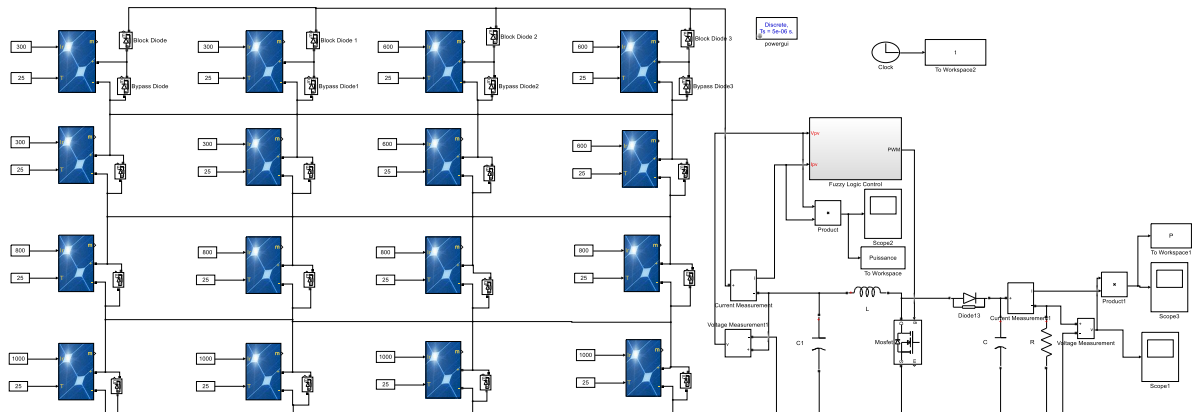 300
25
m
T
Block Diode
Bypass Diode
300
25
m
T
Block Diode 1
Bypass Diode1
600
25
m
T
Block Diode 2
Bypass Diode2
600
25
m
T
Block Diode 3
Bypass Diode3
Discrete,
Ts = 5e-06 s.
powergui
Clock
1
To Workspace2
300
25
m
T
300
25
m
T
600
25
m
T
600
25
m
T
Vpv
Ipv
PWM
Fuzzy Logic Control
Product
Scope2
Puissance
To Workspace
800
25
m
T
800
25
m
T
800
25
m
T
800
25
m
T
Current Measurement
Voltage Measurement1
C1
L
Mosfet
Diode13
Current Measurement1
C
R
Voltage Measurement
Product1
P
To Workspace1
Scope3
Scope1
1000
25
m
T
1000
25
m
T
1000
25
m
T
1000
25
m
T